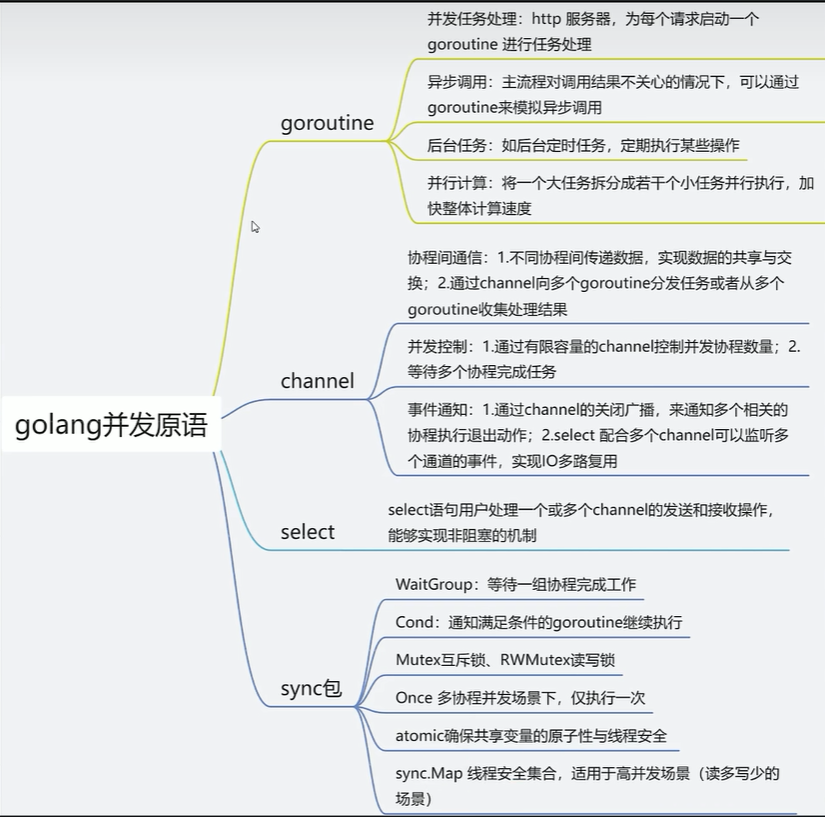 golang并发原语
goroutine
并发任务处理：http 服务器，为每个请求启动一个
goroutine 进行任务处理
异步调用：主流程对调用结果不关心的情况下，可以通过
goroutine来模拟异步调用
后台任务：如后台定时任务，定期执行某些操作
并行计算：将一个大任务拆分成若干个小任务并行执行，加
快整体计算速度
channel
协程间通信：1.不同协程间传递数据，实现数据的共享与交
换；2.通过channel向多个goroutine分发任务或者从多个
goroutine收集处理结果
并发控制：1.通过有限容量的channel控制并发协程数量；2.
等待多个协程完成任务
事件通知：1.通过channel的关闭广播，来通知多个相关的
协程执行退出动作；2.select 配合多个channel可以监听多
个通道的事件，实现IO多路复用
select
select语句用户处理一个或多个channel的发送和接收操作，
能够实现非阻塞的机制
sync包
WaitGroup：等待一组协程完成工作
Cond：通知满足条件的goroutine继续执行
Mutex互斥锁、RWMutex读写锁
Once 多协程并发场景下，仅执行一次
atomic确保共享变量的原子性与线程安全
sync.Map 线程安全集合，适用于高并发场景（读多写少的
场景）